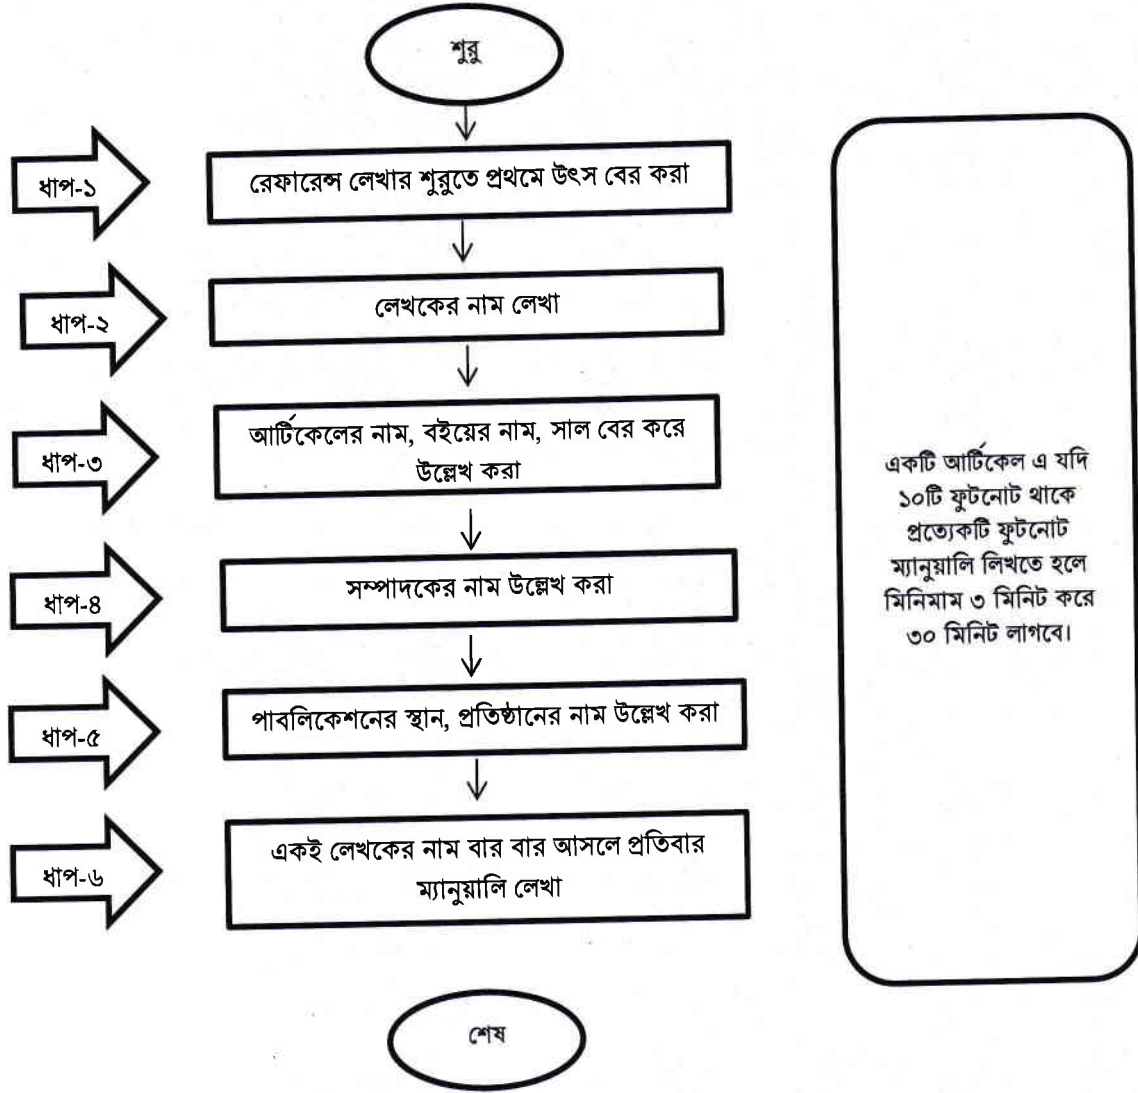 শুরু
ধাপ-১
রেফারেন্স লেখার শুরুতে প্রথমে উৎস বের করা
ধাপ-২
লেখকের নাম লেখা
ধাপ-৩
আর্টিকেলের নাম, বইয়ের নাম, সাল বের করে
উল্লেখ করা
ধাপ-৪
সম্পাদকের নাম উল্লেখ করা
ধাপ-৫
পাবলিকেশনের স্থান, প্রতিষ্ঠানের নাম উল্লেখ করা
ধাপ-৬
একই লেখকের নাম বার বার আসলে প্রতিবার
ম্যানুয়ালি লেখা
শেষ
একটি আর্টিকেল এ যদি
১০টি ফুটনোট থাকে
প্রত্যেকটি ফুটনোট
ম্যানুয়ালি লিখতে হলে
মিনিমাম ৩ মিনিট করে
৩০ মিনিট লাগবে।